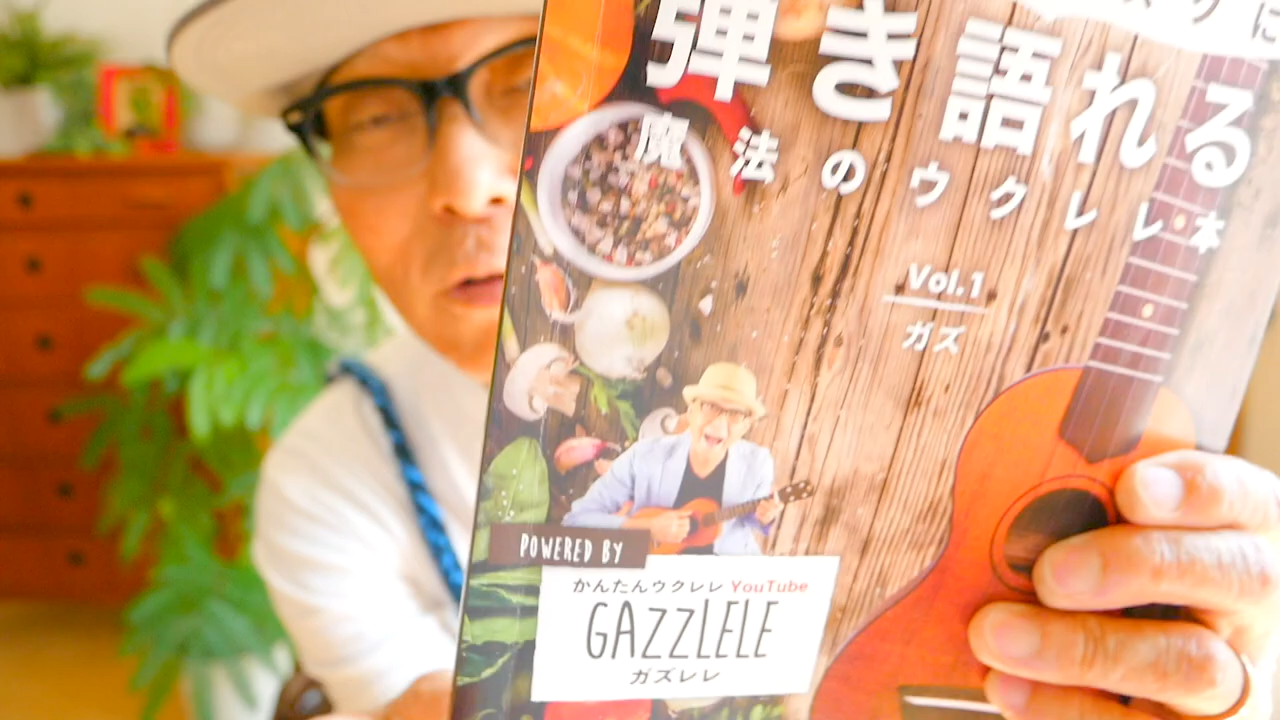 弾き語れる
魔法のウクレレ本
Vol.1
ガズ
POWERED BY
かんたんウクレレ YouTube
GAZZLELE
ガズレレ